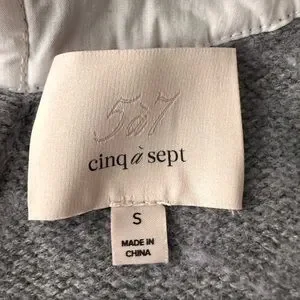 5à7
cinq à sept
S
MADE IN
CHINA